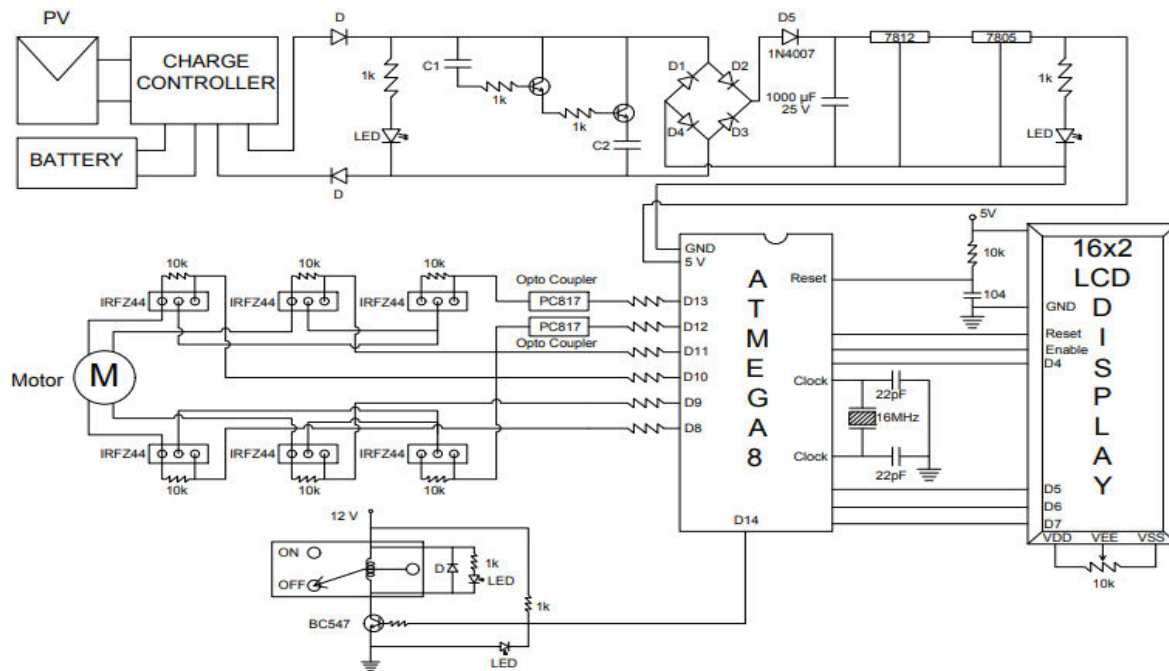 PV
CHARGE
CONTROLLER
BATTERY
D
D
1k
LED
C1
1k
1k
C2
D1
D2
D4
D3
D5
1N4007
1000 µF
25 V
7812
7805
1k
LED
GND
5 V
ATMEGA8
Reset
D13
D12
D11
D10
D9
D8
Clock
Clock
D14
5V
10k
104
22pF
16MHz
22pF
16x2
LCD
DISPLAY
GND
Reset
Enable
D4
D5
D6
D7
VDD
VEE
VSS
10k
Opto Coupler
PC817
PC817
Opto Coupler
10k
10k
10k
IRFZ44
IRFZ44
IRFZ44
Motor
M
IRFZ44
IRFZ44
IRFZ44
10k
10k
10k
12 V
ON
OFF
D
1k
LED
1k
BC547
LED